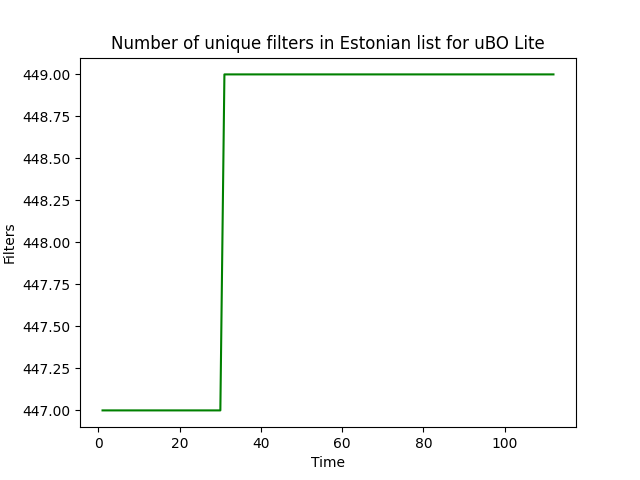 Number of unique filters in Estonian list for uBO Lite
449.00
448.75
448.50
448.25
448.00
447.75
447.50
447.25
447.00
Filters
0 20 40 60 80 100
Time